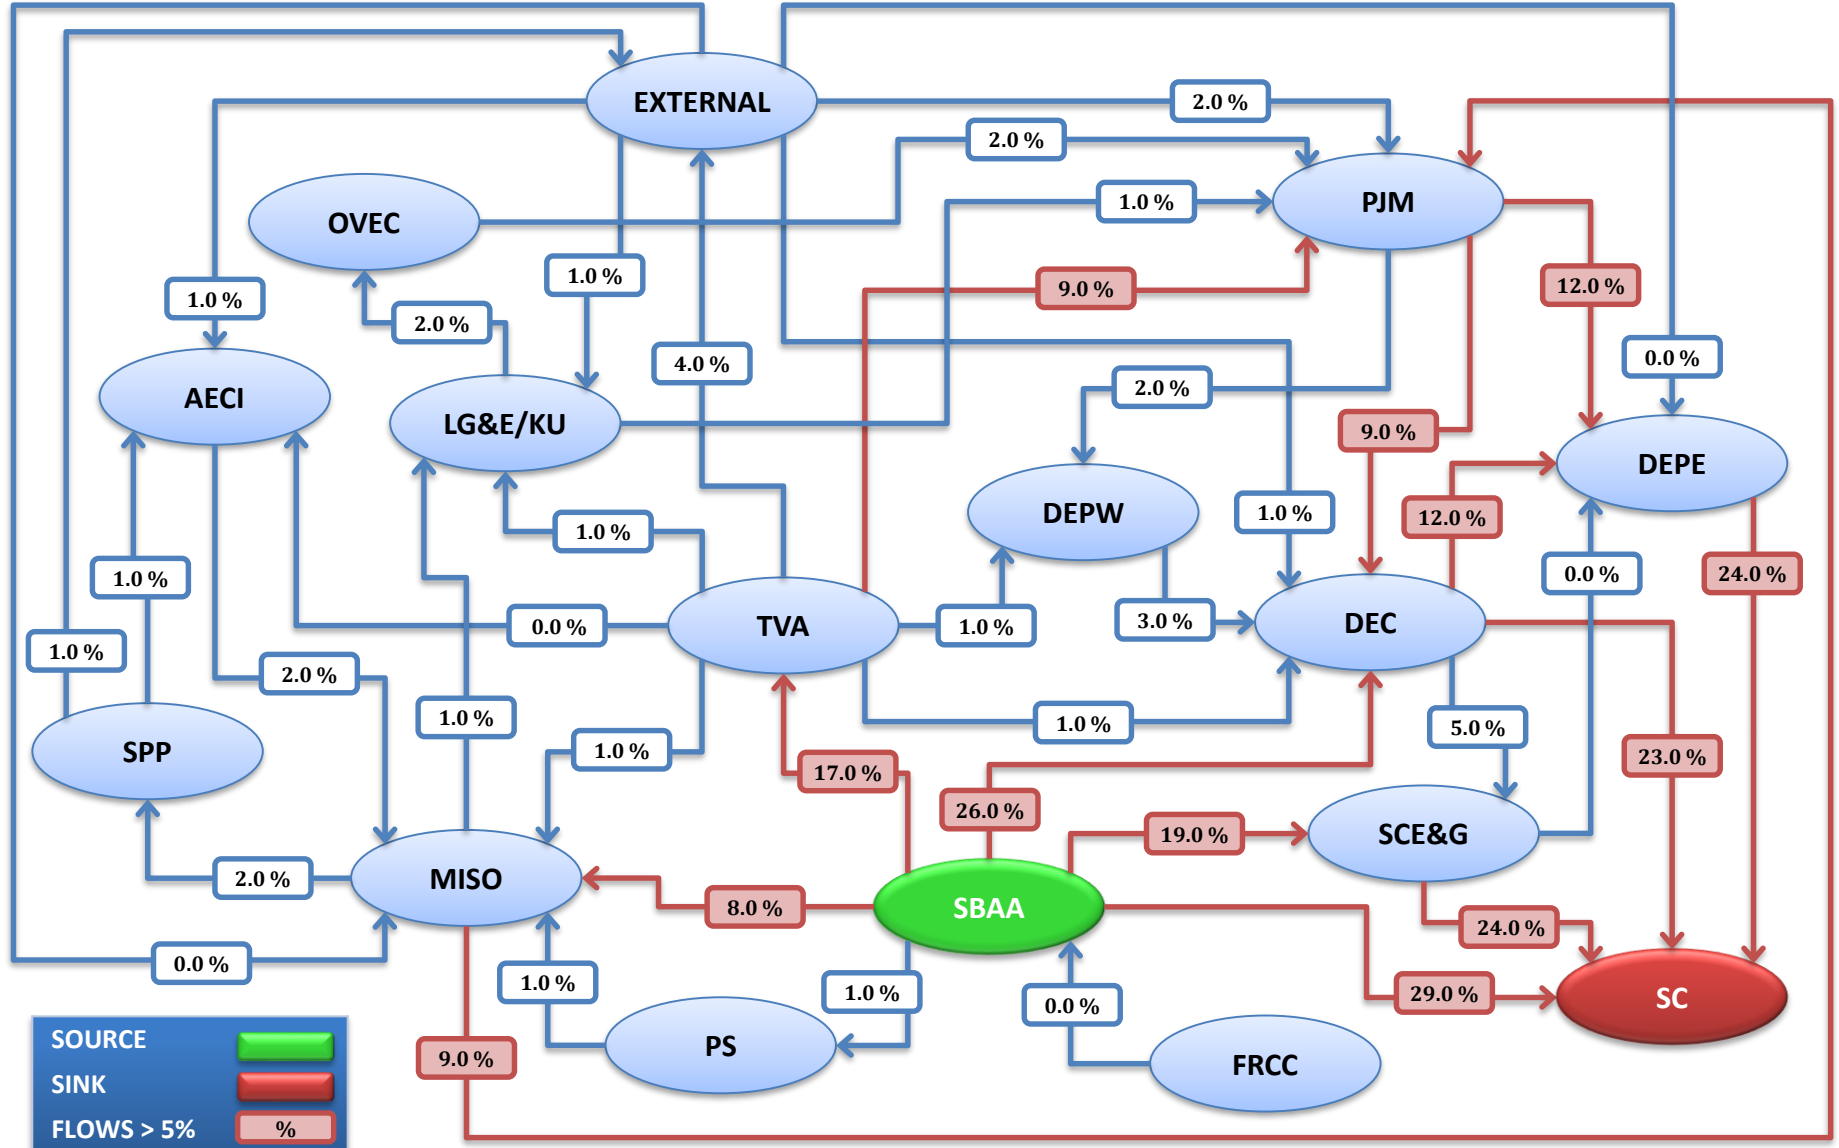 EXTERNAL
2.0 %
2.0 %
PJM
1.0 %
OVEC
1.0 %
1.0 %
2.0 %
9.0 %
12.0 %
4.0 %
0.0 %
AECI
LG&E/KU
2.0 %
9.0 %
DEPE
DEPW
1.0 %
12.0 %
1.0 %
1.0 %
0.0 %
24.0 %
0.0 %
TVA
1.0 %
3.0 %
DEC
1.0 %
2.0 %
1.0 %
1.0 %
5.0 %
SPP
1.0 %
17.0 %
23.0 %
26.0 %
19.0 %
SCE&G
2.0 %
MISO
8.0 %
SBAA
24.0 %
0.0 %
1.0 %
1.0 %
0.0 %
29.0 %
SC
SOURCE
9.0 %
PS
FRCC
SINK
FLOWS > 5%
%